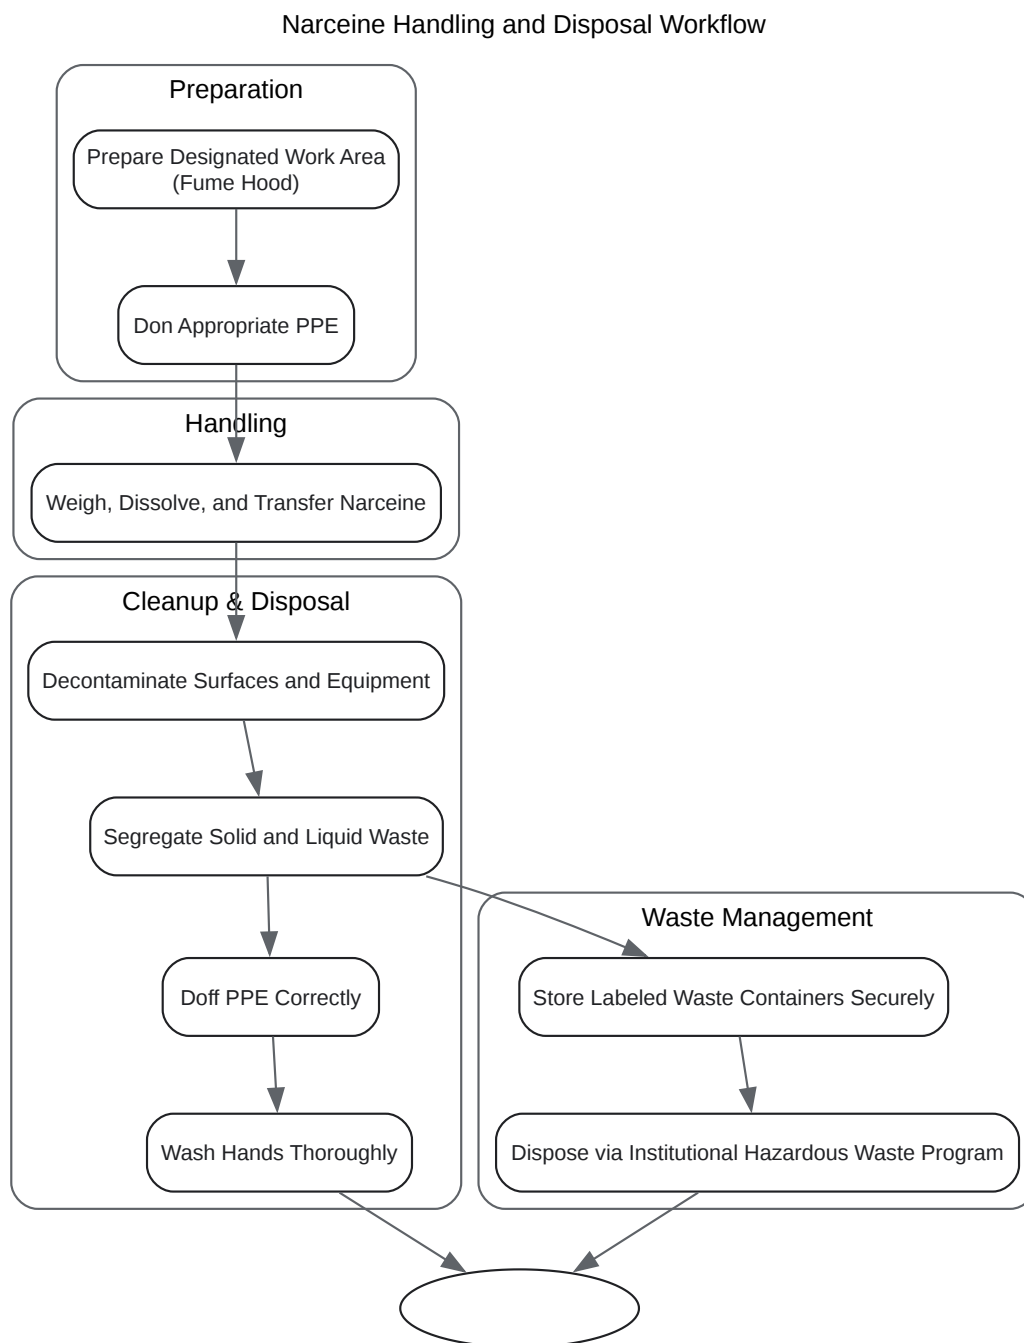 Narceine Handling and Disposal Workflow
Preparation
Prepare Designated Work Area
(Fume Hood)
Don Appropriate PPE
Handling
Weigh, Dissolve, and Transfer Narceine
Cleanup & Disposal
Decontaminate Surfaces and Equipment
Segregate Solid and Liquid Waste
Doff PPE Correctly
Wash Hands Thoroughly
Waste Management
Store Labeled Waste Containers Securely
Dispose via Institutional Hazardous Waste Program